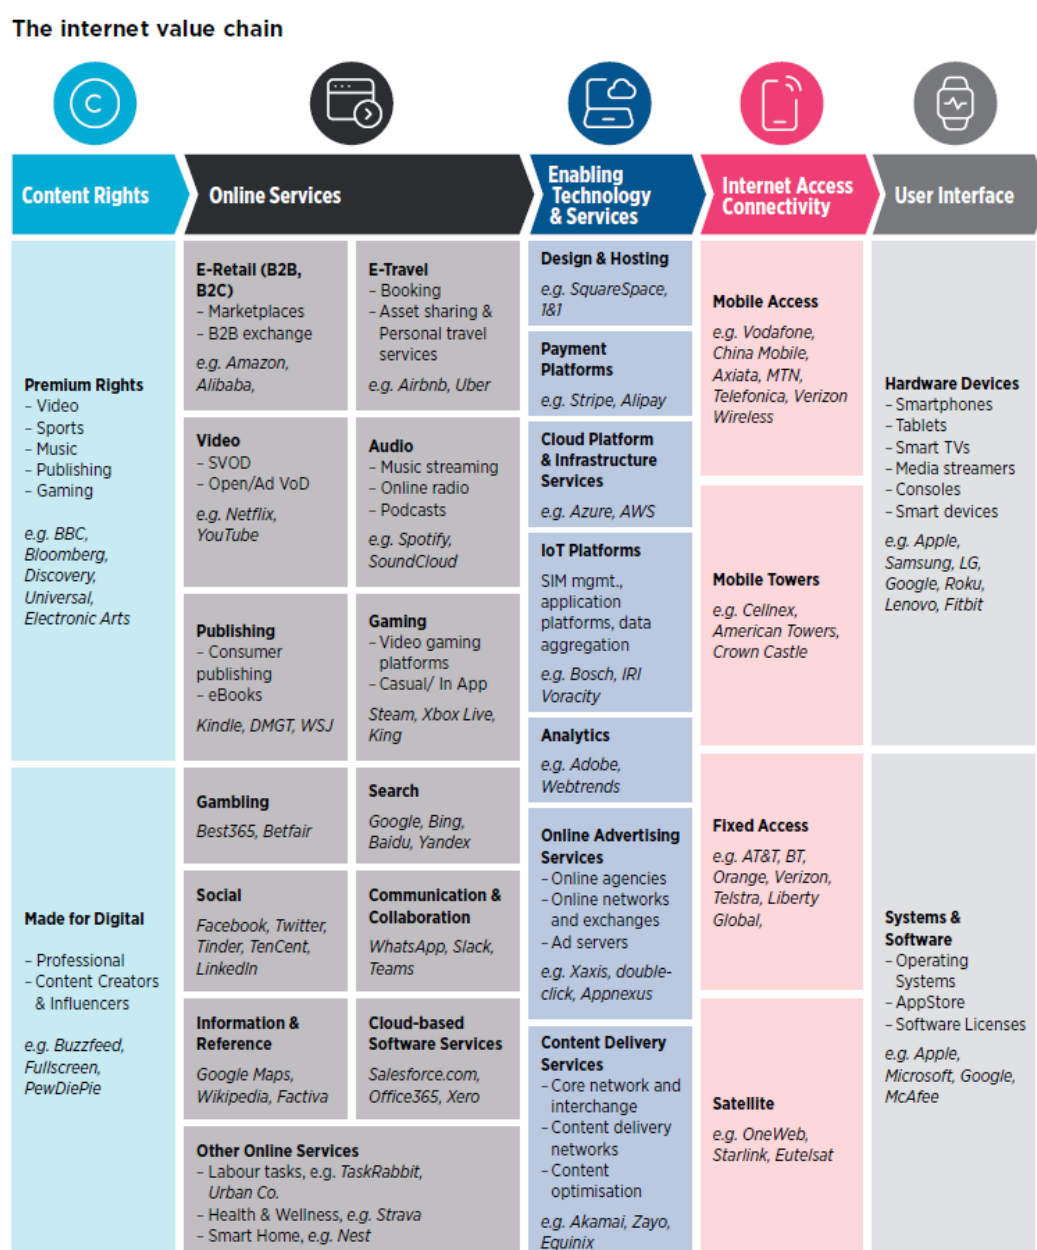 The internet value chain
C
Content Rights
Online Services
Enabling
Technology
& Services
Internet Access
Connectivity
User Interface
Premium Rights
– Video
– Sports
– Music
– Publishing
– Gaming
e.g. BBC,
Bloomberg,
Discovery,
Universal,
Electronic Arts
Made for Digital
– Professional
– Content Creators
& Influencers
e.g. Buzzfeed,
Fullscreen,
PewDiePie
E-Retail (B2B,
B2C)
– Marketplaces
– B2B exchange
e.g. Amazon,
Alibaba,
E-Travel
– Booking
– Asset sharing &
Personal travel
services
e.g. Airbnb, Uber
Video
– SVOD
– Open/Ad VoD
e.g. Netflix,
YouTube
Audio
– Music streaming
– Online radio
– Podcasts
e.g. Spotify,
SoundCloud
Publishing
– Consumer
publishing
– eBooks
Kindle, DMGT, WSJ
Gaming
– Video gaming
platforms
– Casual/ In App
Steam, Xbox Live,
King
Gambling
Best365, Betfair
Search
Google, Bing,
Baidu, Yandex
Social
Facebook, Twitter,
Tinder, TenCent,
LinkedIn
Communication &
Collaboration
WhatsApp, Slack,
Teams
Information &
Reference
Google Maps,
Wikipedia, Factiva
Cloud-based
Software Services
Salesforce.com,
Office365, Xero
Other Online Services
– Labour tasks, e.g. TaskRabbit,
Urban Co.
– Health & Wellness, e.g. Strava
– Smart Home, e.g. Nest
Design & Hosting
e.g. SquareSpace,
1&1
Payment
Platforms
e.g. Stripe, Alipay
Cloud Platform
& Infrastructure
Services
e.g. Azure, AWS
IoT Platforms
SIM mgmt.,
application
platforms, data
aggregation
e.g. Bosch, IRI
Voracity
Analytics
e.g. Adobe,
Webtrends
Online Advertising
Services
– Online agencies
– Online networks
and exchanges
– Ad servers
e.g. Xaxis, double-
click, Appnexus
Content Delivery
Services
– Core network and
interchange
– Content delivery
networks
– Content
optimisation
e.g. Akamai, Zayo,
Equinix
Mobile Access
e.g. Vodafone,
China Mobile,
Axiata, MTN,
Telefonica, Verizon
Wireless
Mobile Towers
e.g. Cellnex,
American Towers,
Crown Castle
Fixed Access
e.g. AT&T, BT,
Orange, Verizon,
Telstra, Liberty
Global,
Satellite
e.g. OneWeb,
Starlink, Eutelsat
Hardware Devices
– Smartphones
– Tablets
– Smart TVs
– Media streamers
– Consoles
– Smart devices
e.g. Apple,
Samsung, LG,
Google, Roku,
Lenovo, Fitbit
Systems &
Software
– Operating
Systems
– AppStore
– Software Licenses
e.g. Apple,
Microsoft, Google,
McAfee